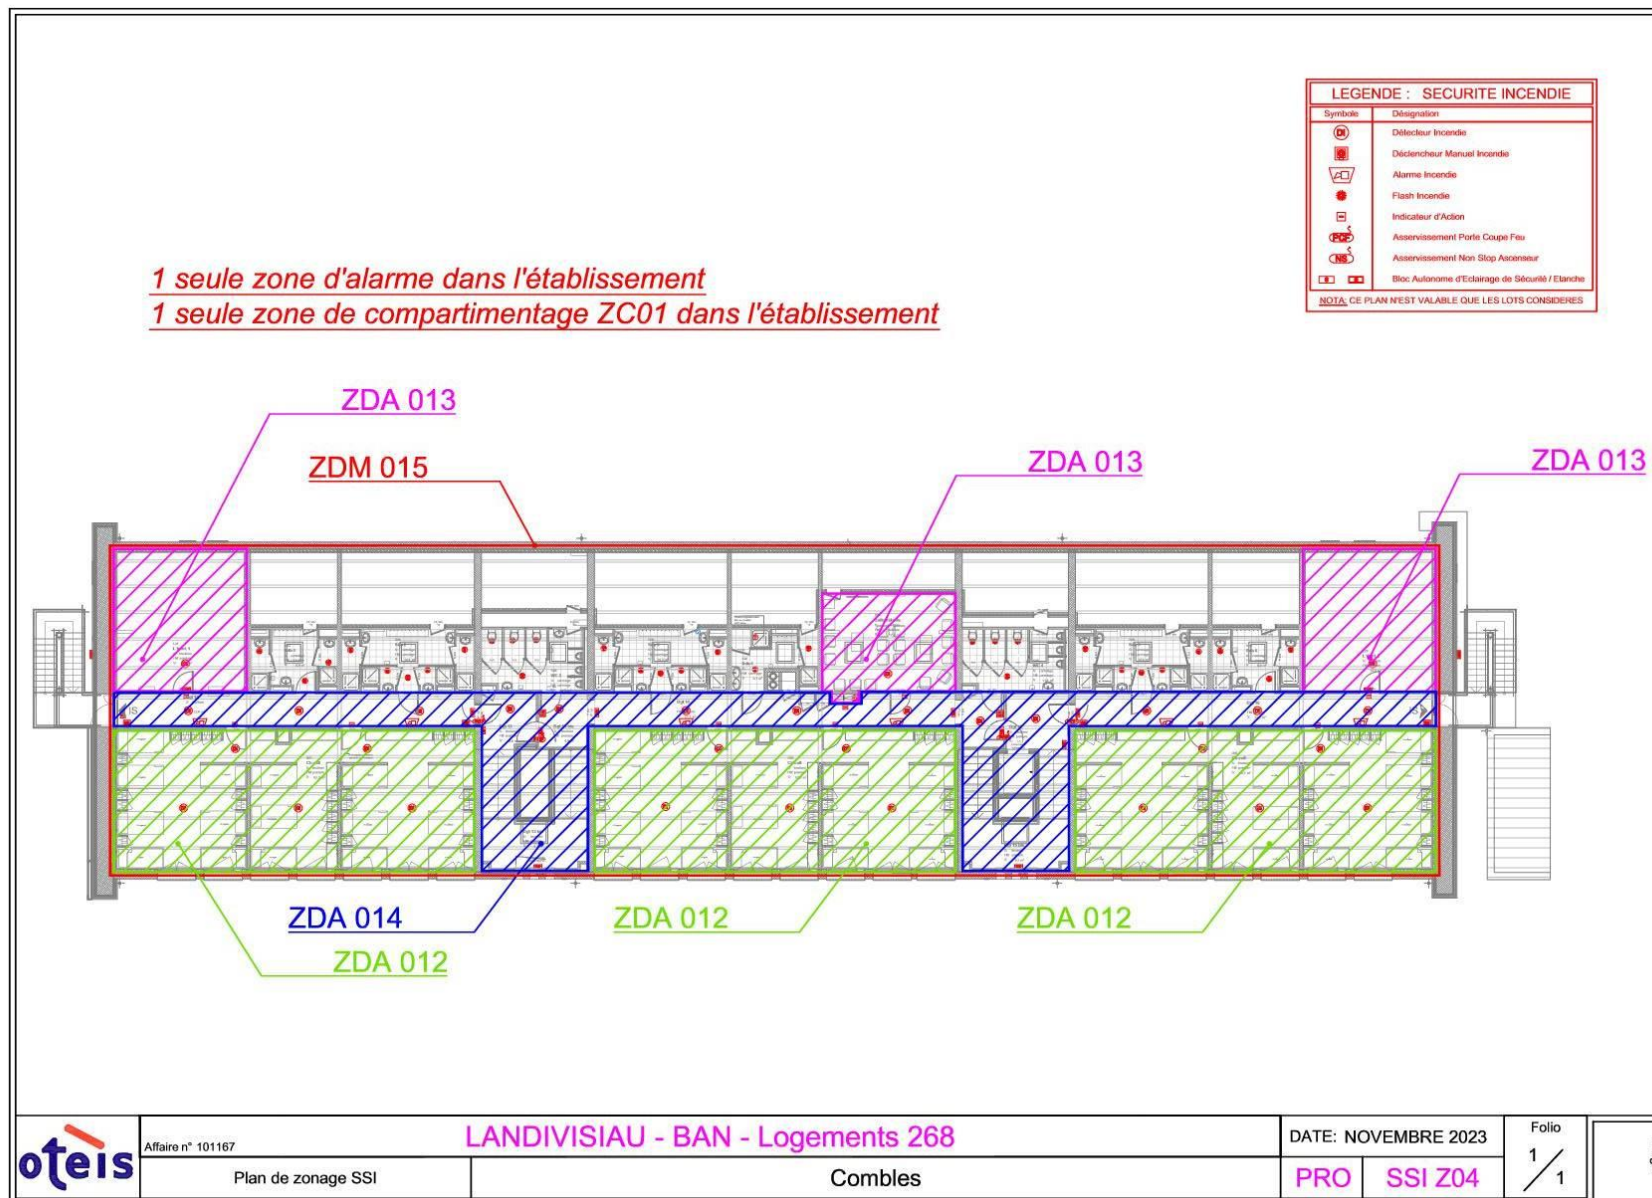 LEGENDE : SECURITE INCENDIE
Symbole Désignation
DI Détecteur Incendie
Déclencheur Manuel Incendie
Alarme Incendie
Flash Incendie
Indicateur d'Action
PCF Asservissement Porte Coupe Feu
NS Asservissement Non Stop Ascenseur
Bloc Autonome d'Eclairage de Sécurité / Etanche
NOTA: CE PLAN N'EST VALABLE QUE LES LOTS CONSIDERES
1 seule zone d'alarme dans l'établissement
1 seule zone de compartimentage ZC01 dans l'établissement
ZDA 013
ZDM 015
ZDA 013
ZDA 013
ZDA 014
ZDA 012
ZDA 012
ZDA 012
oteis
Affaire n° 101167
LANDIVISIAU - BAN - Logements 268
DATE: NOVEMBRE 2023
Folio
1/1
Plan de zonage SSI
Combles
PRO
SSI Z04